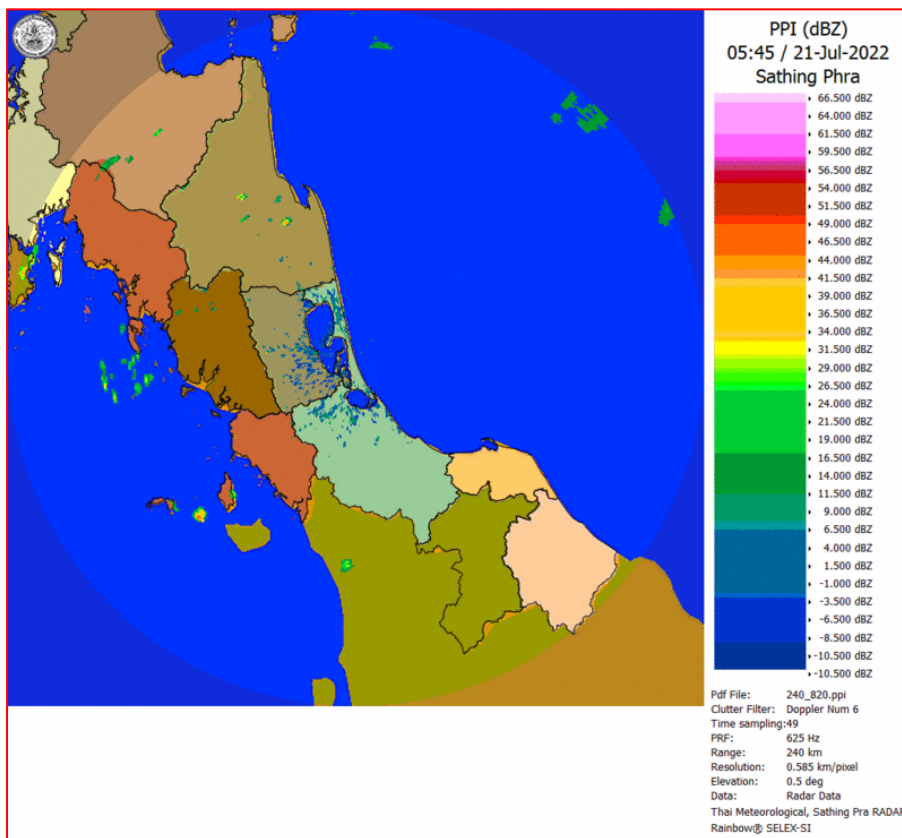 PPI (dBZ)
05:45 / 21-Jul-2022
Sathing Phra
66.500 dBZ
64.000 dBZ
61.500 dBZ
59.500 dBZ
56.500 dBZ
54.000 dBZ
51.500 dBZ
49.000 dBZ
46.500 dBZ
44.000 dBZ
41.500 dBZ
39.000 dBZ
36.500 dBZ
34.000 dBZ
31.500 dBZ
29.000 dBZ
26.500 dBZ
24.000 dBZ
21.500 dBZ
19.000 dBZ
16.500 dBZ
14.000 dBZ
11.500 dBZ
9.000 dBZ
6.500 dBZ
4.000 dBZ
1.500 dBZ
-1.000 dBZ
-3.500 dBZ
-6.500 dBZ
-8.500 dBZ
-10.500 dBZ
-10.500 dBZ
Pdf File: 240_820.ppi
Clutter Filter: Doppler Num 6
Time sampling:49
PRF: 625 Hz
Range: 240 km
Resolution: 0.585 km/pixel
Elevation: 0.5 deg
Data: Radar Data
Thai Meteorological, Sathing Pra RADAR
Rainbow® SELEX-SI